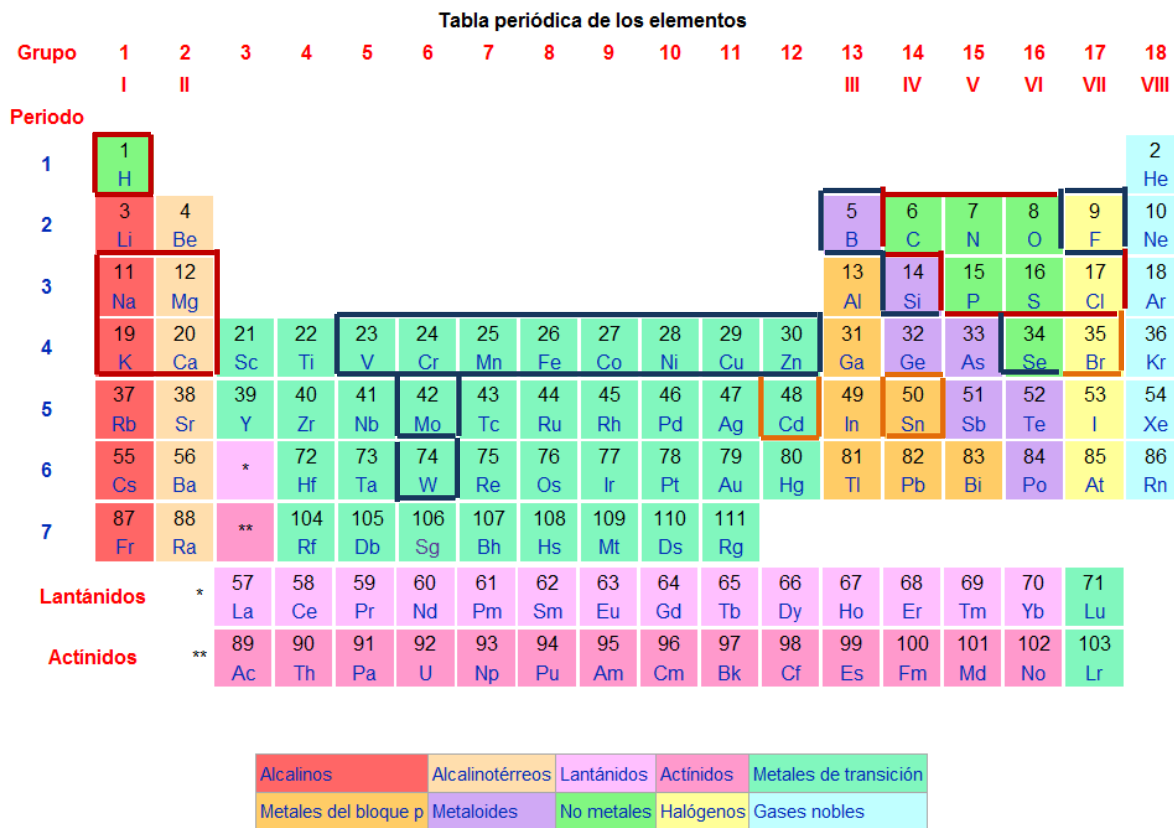 Tabla periódica de los elementos
Grupo 1 2 3 4 5 6 7 8 9 10 11 12 13 14 15 16 17 18
I II III IV V VI VII VIII
Periodo
1 1 2
H He
2 3 4 5 6 7 8 9 10
Li Be B C N O F Ne
3 11 12 13 14 15 16 17 18
Na Mg Al Si P S Cl Ar
4 19 20 21 22 23 24 25 26 27 28 29 30 31 32 33 34 35 36
K Ca Sc Ti V Cr Mn Fe Co Ni Cu Zn Ga Ge As Se Br Kr
5 37 38 39 40 41 42 43 44 45 46 47 48 49 50 51 52 53 54
Rb Sr Y Zr Nb Mo Tc Ru Rh Pd Ag Cd In Sn Sb Te I Xe
6 55 56 * 72 73 74 75 76 77 78 79 80 81 82 83 84 85 86
Cs Ba Hf Ta W Re Os Ir Pt Au Hg Tl Pb Bi Po At Rn
7 87 88 ** 104 105 106 107 108 109 110 111
Fr Ra Rf Db Sg Bh Hs Mt Ds Rg
Lantánidos * 57 58 59 60 61 62 63 64 65 66 67 68 69 70 71
La Ce Pr Nd Pm Sm Eu Gd Tb Dy Ho Er Tm Yb Lu
Actínidos ** 89 90 91 92 93 94 95 96 97 98 99 100 101 102 103
Ac Th Pa U Np Pu Am Cm Bk Cf Es Fm Md No Lr
Alcalinos Alcalinotérreos Lantánidos Actínidos Metales de transición
Metales del bloque p Metaloides No metales Halógenos Gases nobles